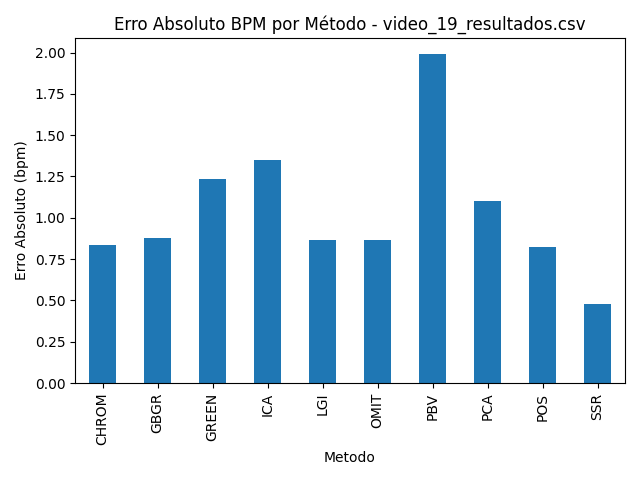 Erro Absoluto BPM por Método - video_19_resultados.csv
Erro Absoluto (bpm)
2.00
1.75
1.50
1.25
1.00
0.75
0.50
0.25
0.00
CHROM
GBGR
GREEN
ICA
LGI
OMIT
PBV
PCA
POS
SSR
Metodo